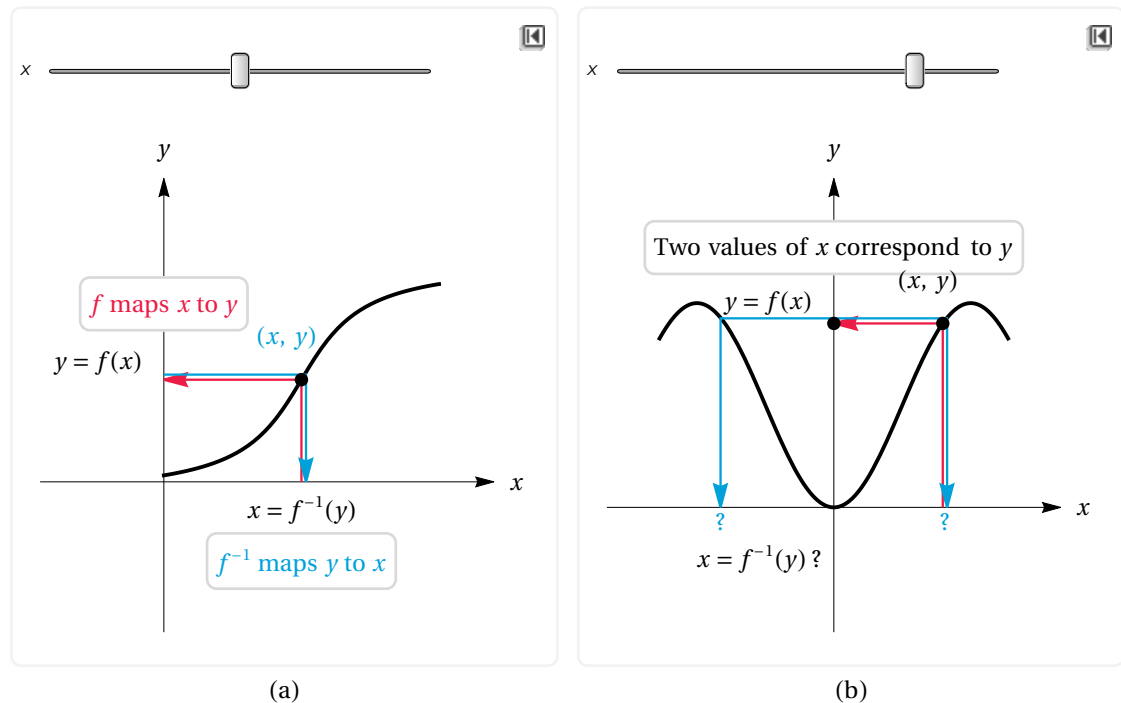 x
y
f maps x to y
(x, y)
y = f(x)
x
x = f⁻¹(y)
f⁻¹ maps y to x
(a)
x
y
Two values of x correspond to y
(x, y)
y = f(x)
x
? ?
x = f⁻¹(y) ?
(b)